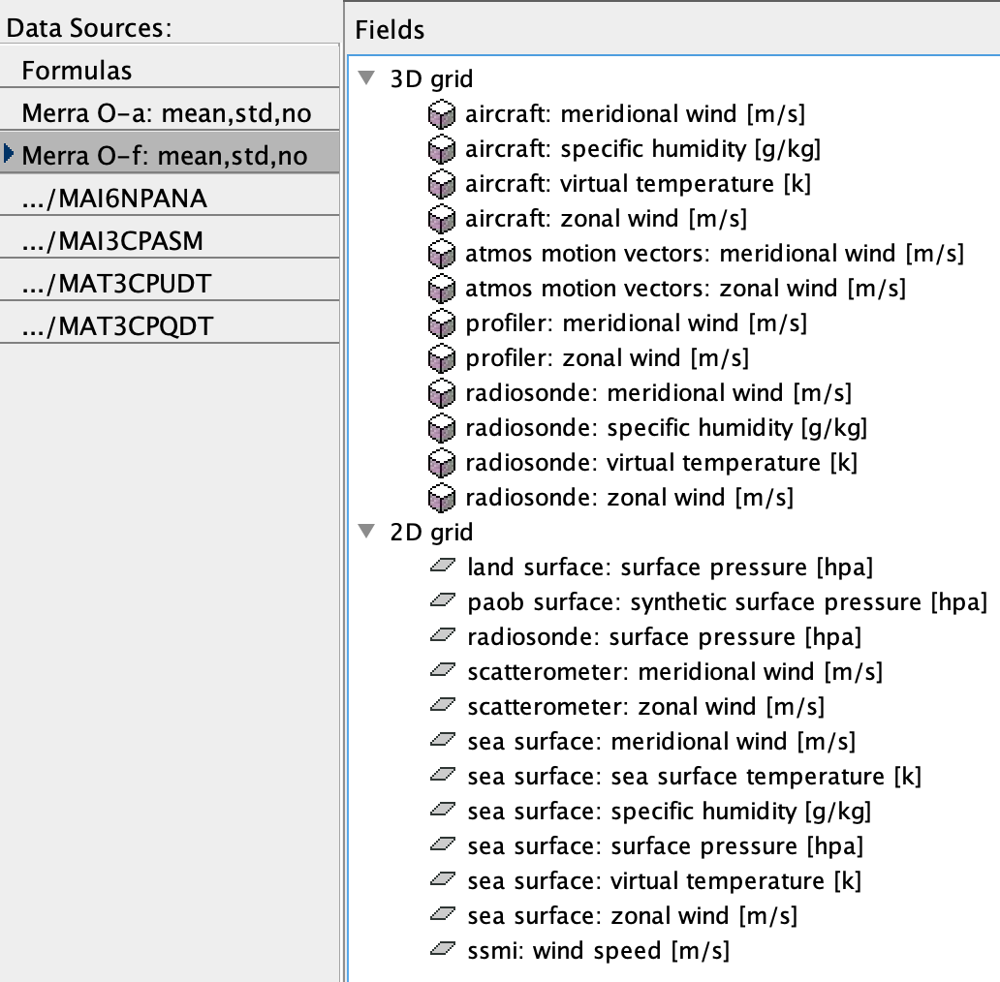 Data Sources:
Formulas
Merra O-a: mean,std,no
Merra O-f: mean,std,no
.../MAI6NPANA
.../MAI3CPASM
.../MAT3CPUDT
.../MAT3CPQDT
Fields
3D grid
aircraft: meridional wind [m/s]
aircraft: specific humidity [g/kg]
aircraft: virtual temperature [k]
aircraft: zonal wind [m/s]
atmos motion vectors: meridional wind [m/s]
atmos motion vectors: zonal wind [m/s]
profiler: meridional wind [m/s]
profiler: zonal wind [m/s]
radiosonde: meridional wind [m/s]
radiosonde: specific humidity [g/kg]
radiosonde: virtual temperature [k]
radiosonde: zonal wind [m/s]
2D grid
land surface: surface pressure [hpa]
paob surface: synthetic surface pressure [hpa]
radiosonde: surface pressure [hpa]
scatterometer: meridional wind [m/s]
scatterometer: zonal wind [m/s]
sea surface: meridional wind [m/s]
sea surface: sea surface temperature [k]
sea surface: specific humidity [g/kg]
sea surface: surface pressure [hpa]
sea surface: virtual temperature [k]
sea surface: zonal wind [m/s]
ssmi: wind speed [m/s]